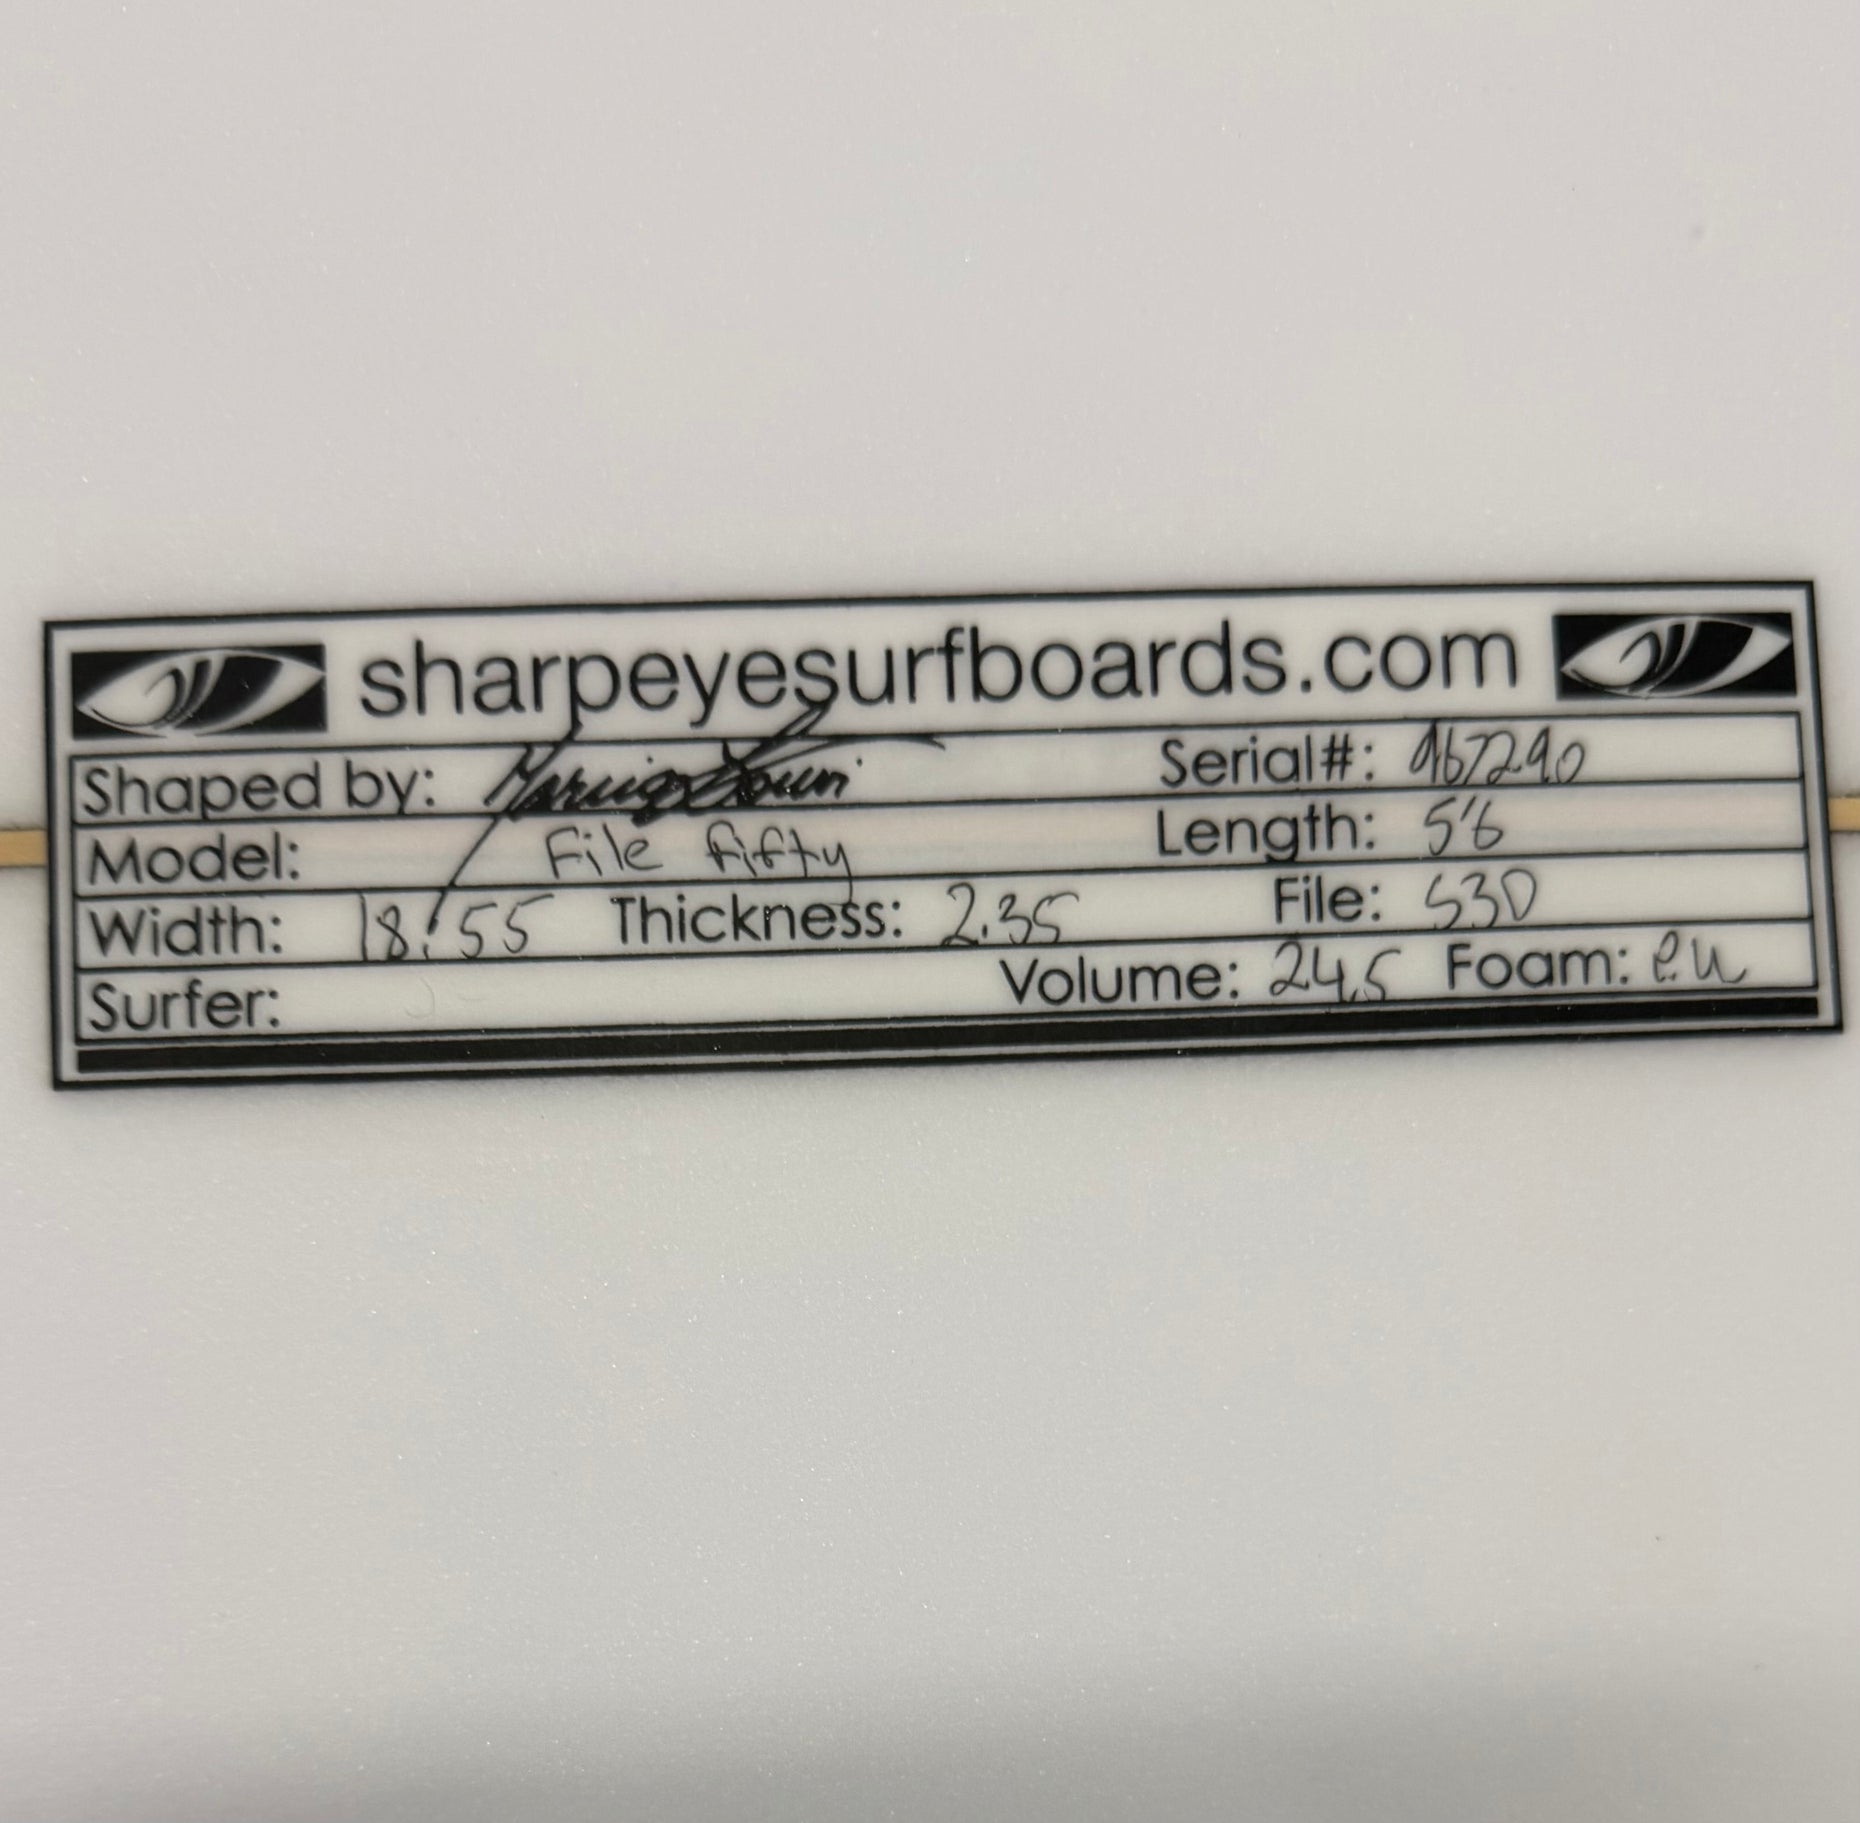 sharpeyesurfboards.com
Shaped by: Serial#: 967290
Model: File fifty Length: 5'6
Width: 18.55 Thickness: 2.35 File: 530
Surfer: Volume: 24.5 Foam: eu